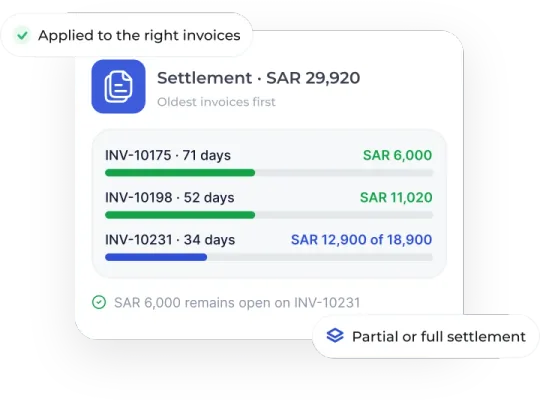 Applied to the right invoices
Settlement · SAR 29,920
Oldest invoices first
INV-10175 · 71 days SAR 6,000
INV-10198 · 52 days SAR 11,020
INV-10231 · 34 days SAR 12,900 of 18,900
SAR 6,000 remains open on INV-10231
Partial or full settlement